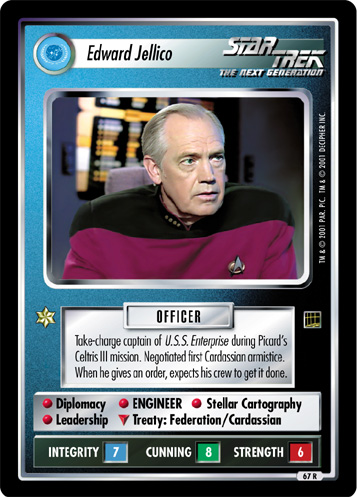 Edward Jellico
STAR TREK
THE NEXT GENERATION
TM & © 2001 PAR. PIC. TM & © 2001 DECIPHER INC.
OFFICER
Take-charge captain of U.S.S. Enterprise during Picard's
Celtris III mission. Negotiated first Cardassian armistice.
When he gives an order, expects his crew to get it done.
Diplomacy ENGINEER Stellar Cartography
Leadership Treaty: Federation/Cardassian
INTEGRITY 7 CUNNING 8 STRENGTH 6
67 R